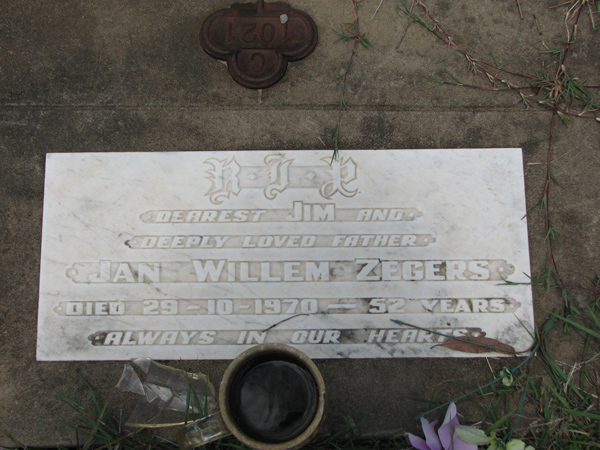 1021
C
R.I.P.
DEAREST JIM AND
DEEPLY LOVED FATHER
JAN WILLEM ZEGERS
DIED 29-10-1970 — 52 YEARS
ALWAYS IN OUR HEARTS